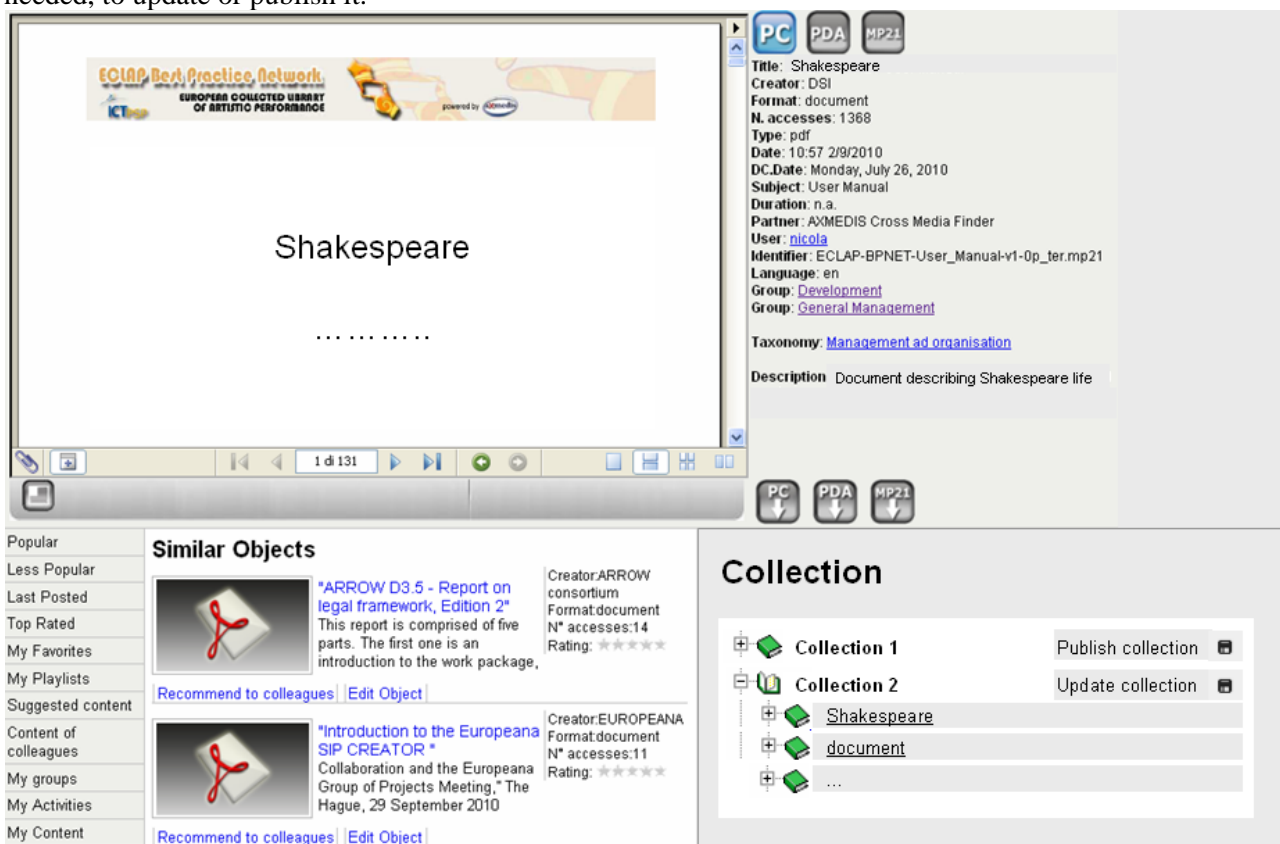 needed, to update or publish it.
ECLAP Best Practice Network
EUROPEAN COLLECTED LIBRARY
OF ARTISTIC PERFORMANCE
ICT
powered by
Shakespeare
………..
1 di 131
PC PDA MP21
Title: Shakespeare
Creator: DSI
Format: document
N. accesses: 1368
Type: pdf
Date: 10:57 2/9/2010
DC.Date: Monday, July 26, 2010
Subject: User Manual
Duration: n.a.
Partner: AXMEDIS Cross Media Finder
User: nicola
Identifier: ECLAP-BPNET-User_Manual-v1-0p_ter.mp21
Language: en
Group: Development
Group: General Management
Taxonomy: Management ad organisation
Description Document describing Shakespeare life
PC PDA MP21
Popular
Less Popular
Last Posted
Top Rated
My Favorites
My Playlists
Suggested content
Content of
colleagues
My groups
My Activities
My Content
Similar Objects
"ARROW D3.5 - Report on
legal framework, Edition 2"
This report is comprised of five
parts. The first one is an
introduction to the work package,
Creator:ARROW
consortium
Format:document
N° accesses:14
Rating:
Recommend to colleagues Edit Object
"Introduction to the Europeana
SIP CREATOR "
Collaboration and the Europeana
Group of Projects Meeting," The
Hague, 29 September 2010
Creator:EUROPEANA
Format:document
N° accesses:11
Rating:
Recommend to colleagues Edit Object
Collection
Collection 1 Publish collection
Collection 2 Update collection
Shakespeare
document
...